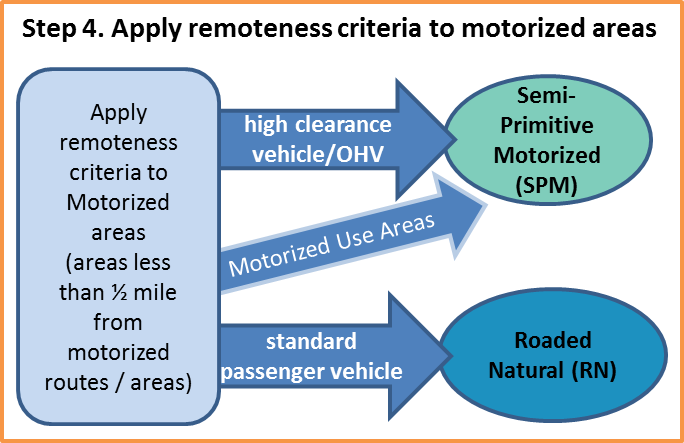 Step 4. Apply remoteness criteria to motorized areas
Apply
remoteness
criteria to
Motorized
areas
(areas less
than ½ mile
from
motorized
routes / areas)
high clearance
vehicle/OHV
Semi-
Primitive
Motorized
(SPM)
Motorized Use Areas
standard
passenger vehicle
Roaded
Natural (RN)